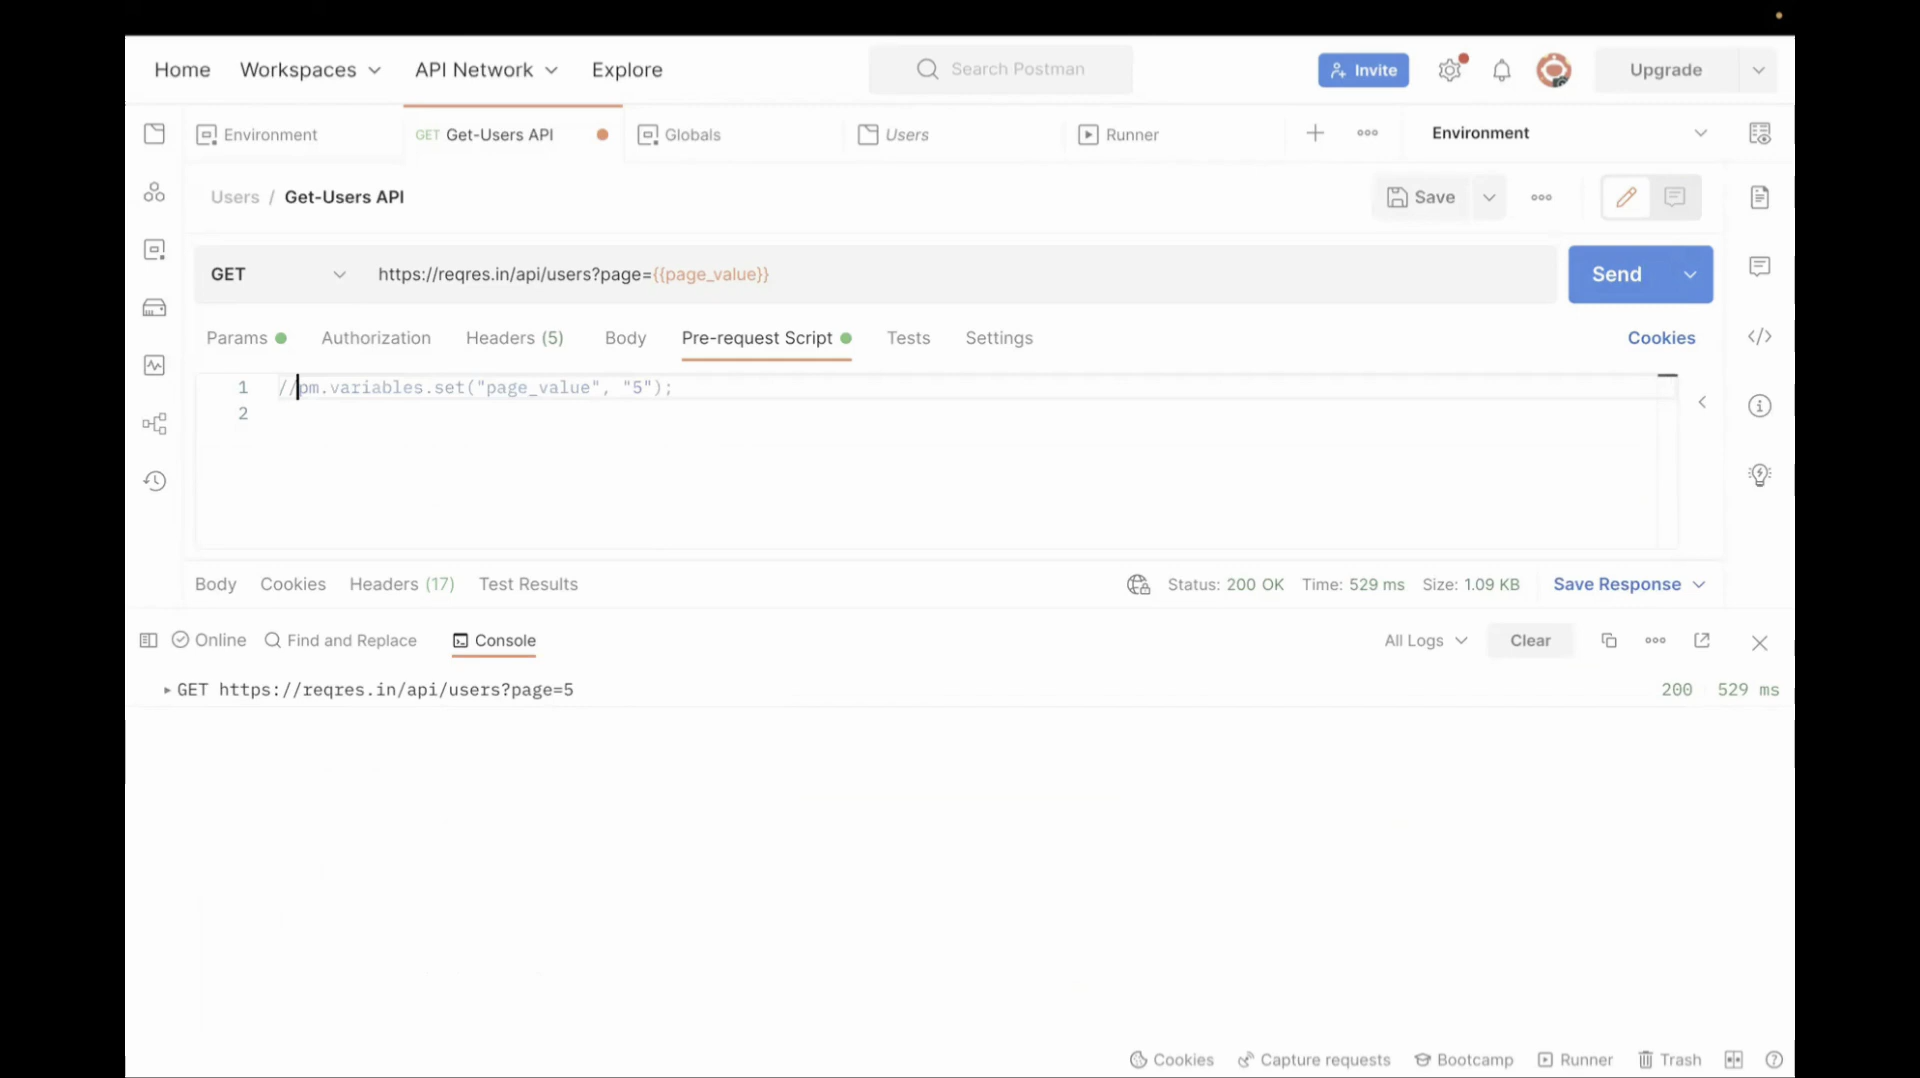 Home Workspaces API Network Explore Search Postman Invite Upgrade
Environment GET Get-Users API Globals Users Runner Environment
Users / Get-Users API Save
GET https://reqres.in/api/users?page={{page_value}} Send
Params Authorization Headers (5) Body Pre-request Script Tests Settings Cookies
1 //pm.variables.set("page_value", "5");
2
Body Cookies Headers (17) Test Results Status: 200 OK Time: 529 ms Size: 1.09 KB Save Response
Online Find and Replace Console All Logs Clear
GET https://reqres.in/api/users?page=5 200 529 ms
Cookies Capture requests Bootcamp Runner Trash